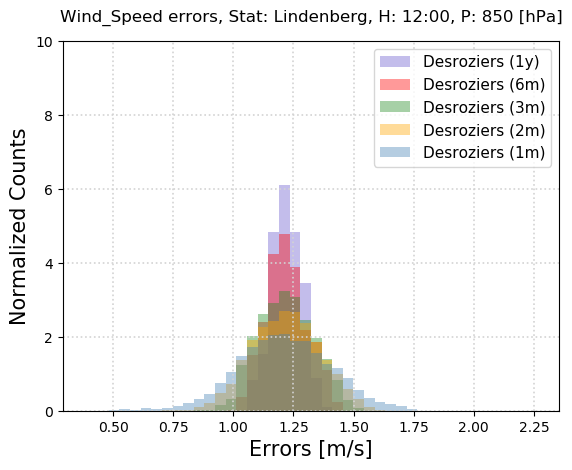 Wind_Speed errors, Stat: Lindenberg, H: 12:00, P: 850 [hPa]
10
8
6
4
2
0
Normalized Counts
Desroziers (1y)
Desroziers (6m)
Desroziers (3m)
Desroziers (2m)
Desroziers (1m)
0.50 0.75 1.00 1.25 1.50 1.75 2.00 2.25
Errors [m/s]